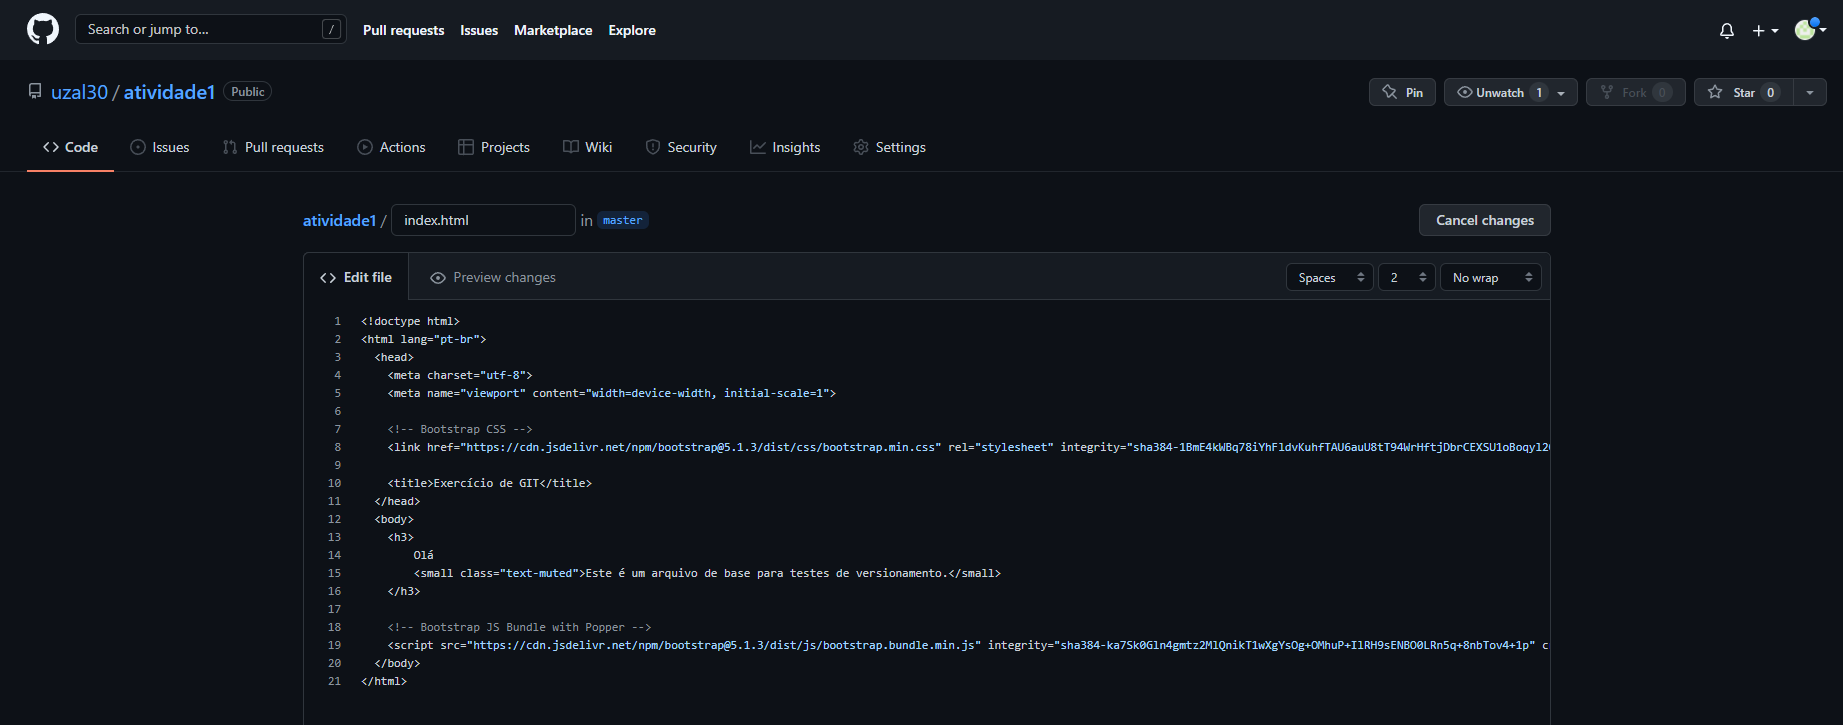 Search or jump to... /
Pull requests Issues Marketplace Explore
uzal30 / atividade1 Public
Pin Unwatch 1 Fork 0 Star 0
Code Issues Pull requests Actions Projects Wiki Security Insights Settings
atividade1 / index.html in master
Cancel changes
Edit file Preview changes
Spaces 2 No wrap
1 <!doctype html>
2 <html lang="pt-br">
3 <head>
4 <meta charset="utf-8">
5 <meta name="viewport" content="width=device-width, initial-scale=1">
6
7 <!-- Bootstrap CSS -->
8 <link href="https://cdn.jsdelivr.net/npm/bootstrap@5.1.3/dist/css/bootstrap.min.css" rel="stylesheet" integrity="sha384-1BmE4kWBq78iYhFldvKuhfTAU6auU8tT94WrHftjDbrCEXSU1oBoqyl2
9
10 <title>Exercício de GIT</title>
11 </head>
12 <body>
13 <h3>
14 Olá
15 <small class="text-muted">Este é um arquivo de base para testes de versionamento.</small>
16 </h3>
17
18 <!-- Bootstrap JS Bundle with Popper -->
19 <script src="https://cdn.jsdelivr.net/npm/bootstrap@5.1.3/dist/js/bootstrap.bundle.min.js" integrity="sha384-ka7Sk0Gln4gmtz2MlQnikT1wXgYsOg+OMhuP+IlRH9sENBO0LRn5q+8nbTov4+1p" c
20 </body>
21 </html>